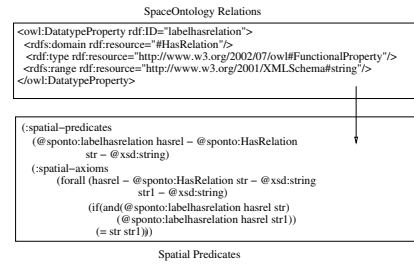 SpaceOntology Relations
<owl:DatatypeProperty rdf:ID="labelhasrelation">
<rdfs:domain rdf:resource="#HasRelation"/>
<rdf:type rdf:resource="http://www.w3.org/2002/07/owl#FunctionalProperty"/>
<rdfs:range rdf:resource="http://www.w3.org/2001/XMLSchema#string"/>
</owl:DatatypeProperty>
(:spatial−predicates
(@sponto:labelhasrelation hasrel − @sponto:HasRelation
str − @xsd:string)
(:spatial−axioms
(forall (hasrel − @sponto:HasRelation str − @xsd:string
str1 − @xsd:string)
(if(and(@sponto:labelhasrelation hasrel str)
(@sponto:labelhasrelation hasrel str1))
(= str str1)))
Spatial Predicates